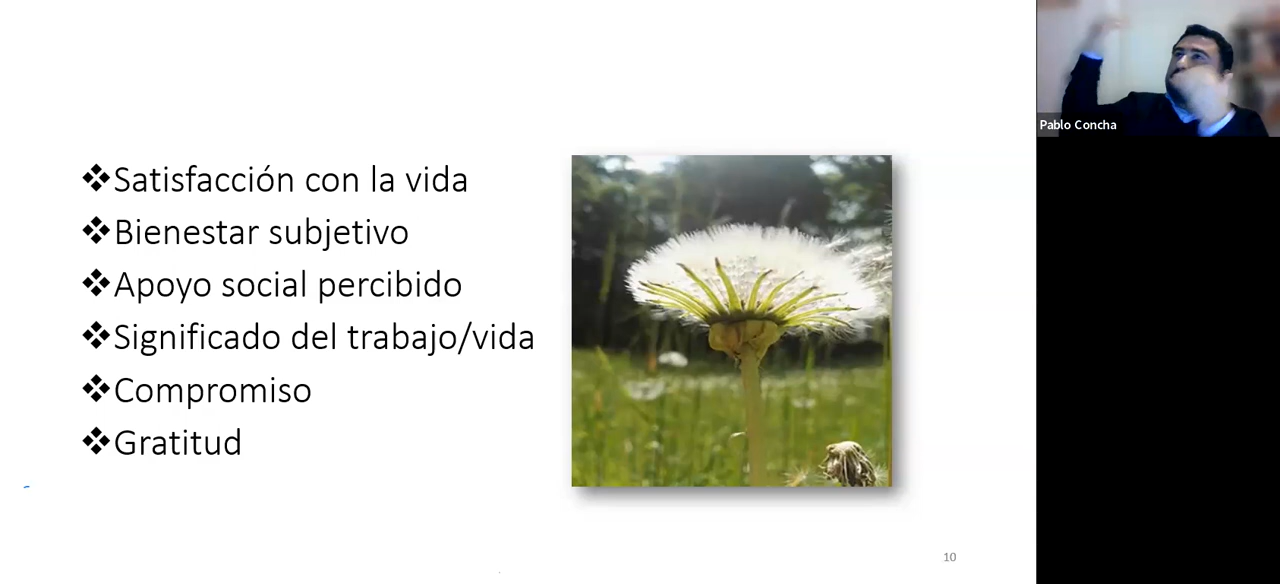 ❖Satisfacción con la vida
❖Bienestar subjetivo
❖Apoyo social percibido
❖Significado del trabajo/vida
❖Compromiso
❖Gratitud
10
Pablo Concha